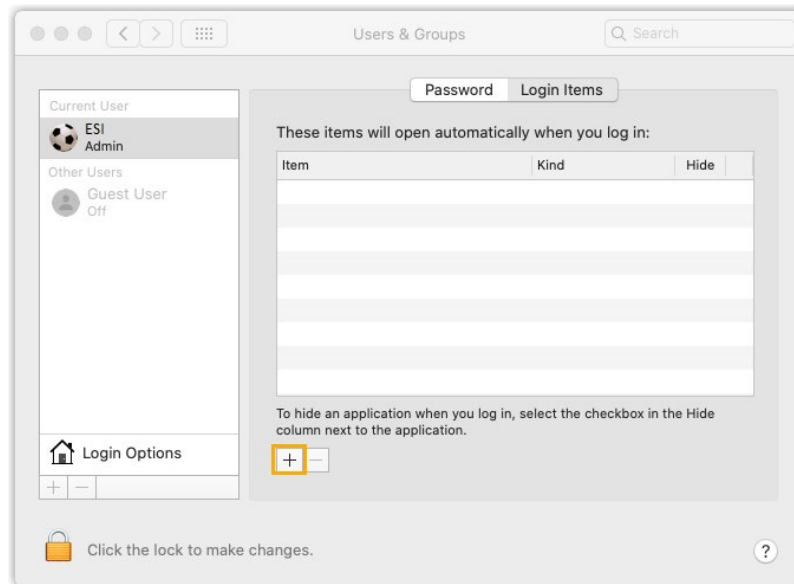 Users & Groups
Search
Password Login Items
Current User
ESI
Admin
Other Users
Guest User
Off
Login Options
These items will open automatically when you log in:
Item Kind Hide
To hide an application when you log in, select the checkbox in the Hide
column next to the application.
+ −
+ −
Click the lock to make changes.
?